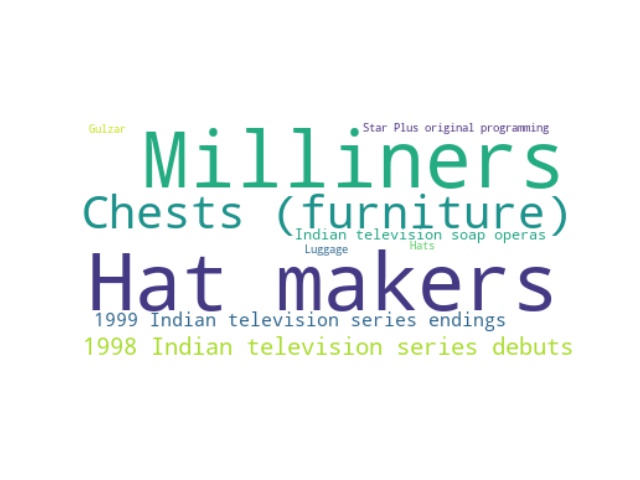 Gulzar
Star Plus original programming
Milliners
Chests (furniture)
Indian television soap operas
Luggage
Hats
Hat makers
1999 Indian television series endings
1998 Indian television series debuts